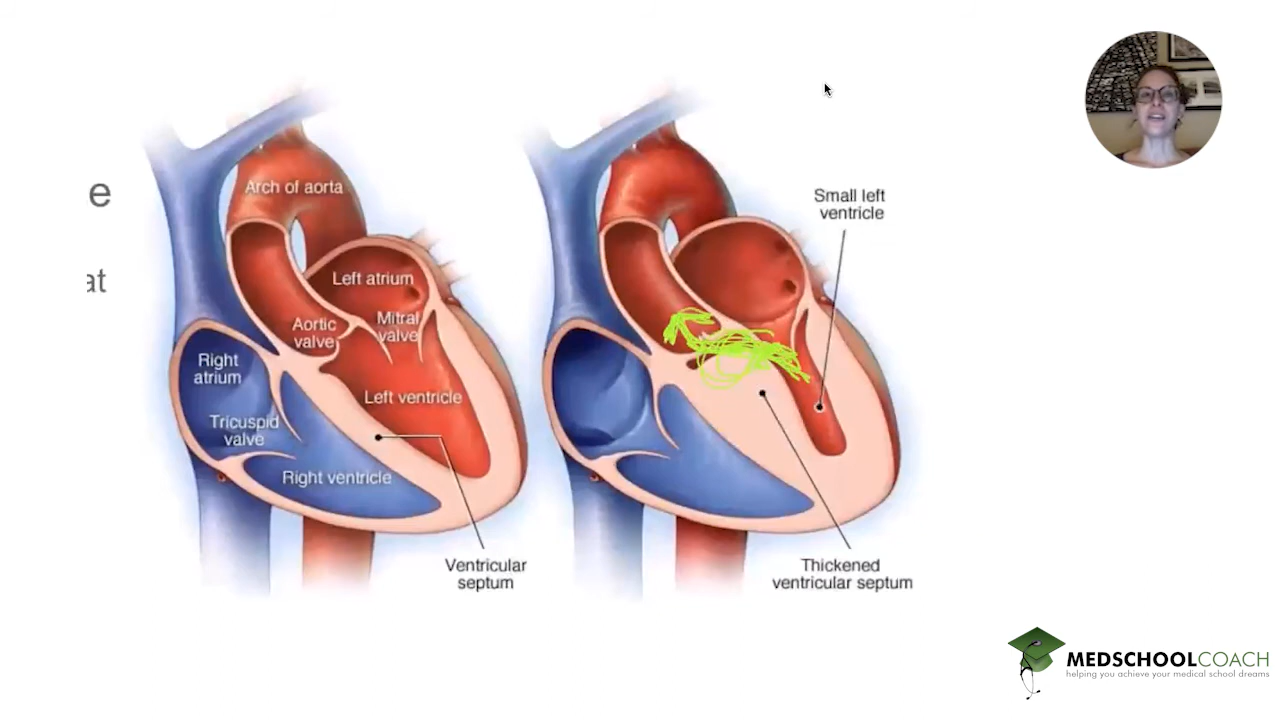 e
at
Arch of aorta
Left atrium
Aortic
valve
Mitral
valve
Right
atrium
Left ventricle
Tricuspid
valve
Right ventricle
Ventricular
septum
Small left
ventricle
Thickened
ventricular septum
MEDSCHOOLCOACH
helping you achieve your medical school dreams